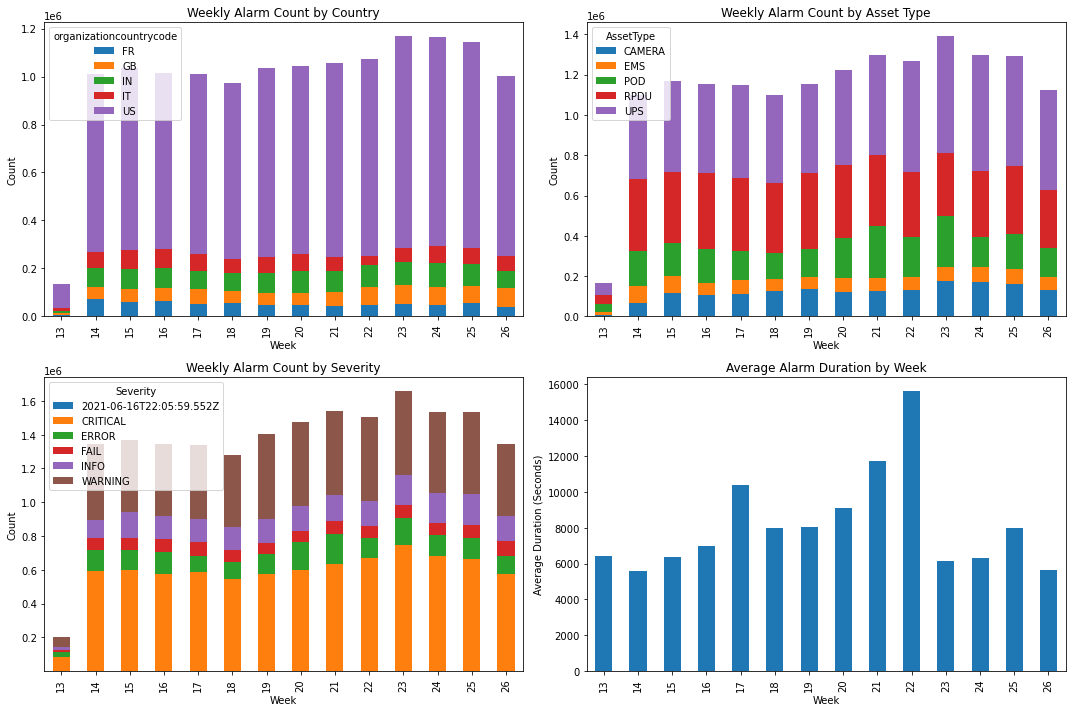 Weekly Alarm Count by Country
1e6
organizationcountrycode
FR
GB
IN
IT
US
Count
1.2
1.0
0.8
0.6
0.4
0.2
0.0
13 14 15 16 17 18 19 20 21 22 23 24 25 26
Week
Weekly Alarm Count by Asset Type
1e6
AssetType
CAMERA
EMS
POD
RPDU
UPS
Count
1.4
1.2
1.0
0.8
0.6
0.4
0.2
0.0
13 14 15 16 17 18 19 20 21 22 23 24 25 26
Week
Weekly Alarm Count by Severity
1e6
Severity
2021-06-16T22:05:59.552Z
CRITICAL
ERROR
FAIL
INFO
WARNING
Count
1.6
1.4
1.2
1.0
0.8
0.6
0.4
0.2
13 14 15 16 17 18 19 20 21 22 23 24 25 26
Week
Average Alarm Duration by Week
Average Duration (Seconds)
16000
14000
12000
10000
8000
6000
4000
2000
0
13 14 15 16 17 18 19 20 21 22 23 24 25 26
Week